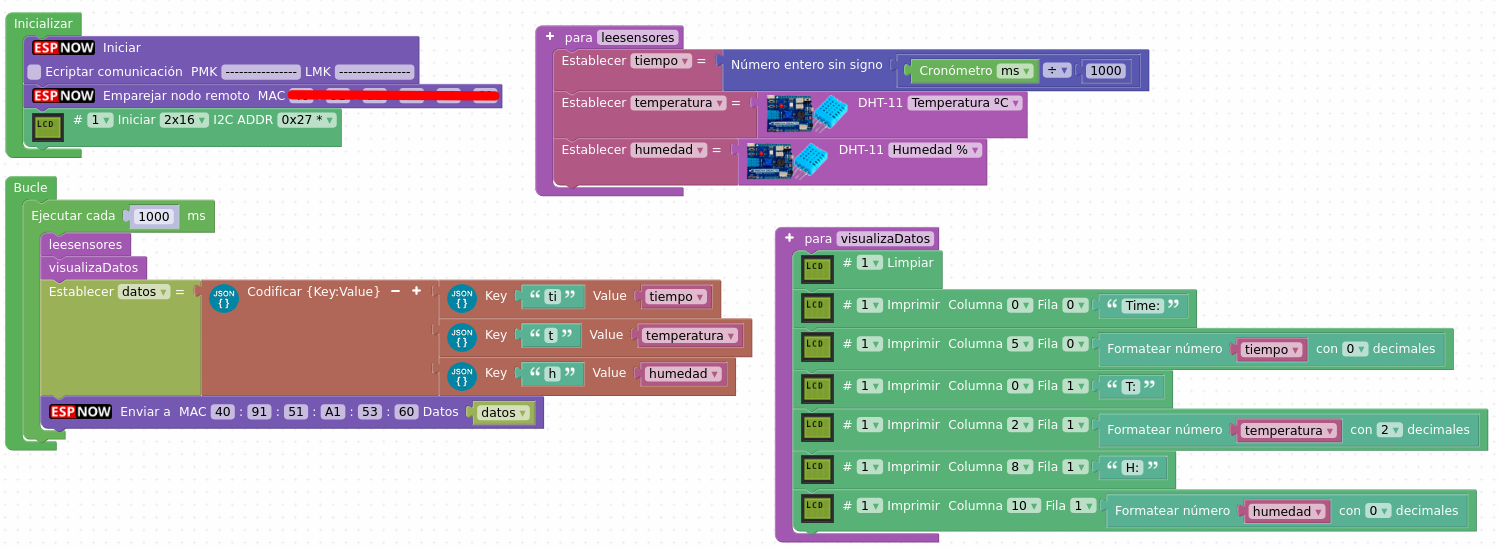 Inicializar
ESPNOW Iniciar
Ecriptar comunicación PMK ---------------- LMK ----------------
ESPNOW Emparejar nodo remoto MAC
LCD # 1 Iniciar 2x16 I2C ADDR 0x27 *
Bucle
Ejecutar cada 1000 ms
leesensores
visualizaDatos
Establecer datos = JSON {} Codificar {Key:Value} − + JSON {} Key “ ti ” Value tiempo
JSON {} Key “ t ” Value temperatura
JSON {} Key “ h ” Value humedad
ESPNOW Enviar a MAC 40 : 91 : 51 : A1 : 53 : 60 Datos datos
+ para leesensores
Establecer tiempo = Número entero sin signo Cronómetro ms ÷ 1000
Establecer temperatura = DHT-11 Temperatura ºC
Establecer humedad = DHT-11 Humedad %
+ para visualizaDatos
LCD # 1 Limpiar
LCD # 1 Imprimir Columna 0 Fila 0 “ Time: ”
LCD # 1 Imprimir Columna 5 Fila 0 Formatear número tiempo con 0 decimales
LCD # 1 Imprimir Columna 0 Fila 1 “ T: ”
LCD # 1 Imprimir Columna 2 Fila 1 Formatear número temperatura con 2 decimales
LCD # 1 Imprimir Columna 8 Fila 1 “ H: ”
LCD # 1 Imprimir Columna 10 Fila 1 Formatear número humedad con 0 decimales